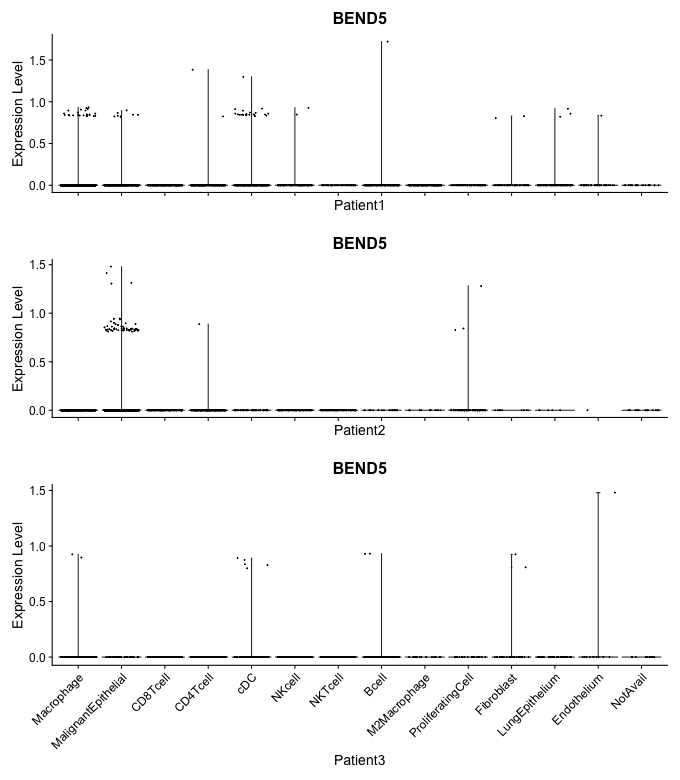 BEND5
Expression Level
1.5
1.0
0.5
0.0
Patient1
BEND5
Expression Level
1.5
1.0
0.5
0.0
Patient2
BEND5
Expression Level
1.5
1.0
0.5
0.0
Macrophage
MalignantEpithelial
CD8Tcell
CD4Tcell
cDC
NKcell
NKTcell
Bcell
M2Macrophage
ProliferatingCell
Fibroblast
LungEpithelium
Endothelium
NotAvail
Patient3